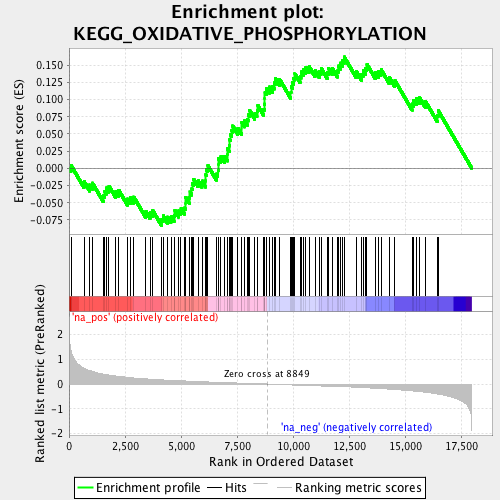 Enrichment plot:
KEGG_OXIDATIVE_PHOSPHORYLATION
Enrichment score (ES)
0.150
0.125
0.100
0.075
0.050
0.025
0.000
-0.025
-0.050
-0.075
'na_pos' (positively correlated)
Ranked list metric (PreRanked)
2
1
0
-1
-2
Zero cross at 8849
'na_neg' (negatively correlated)
0
2,500
5,000
7,500
10,000
12,500
15,000
17,500
Rank in Ordered Dataset
Enrichment profile
Hits
Ranking metric scores